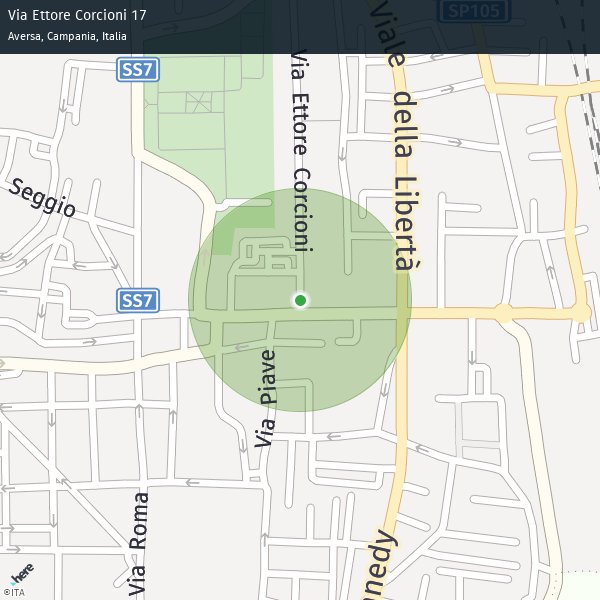 Via Ettore Corcioni 17
Aversa, Campania, Italia
SP105
SS7
Via Ettore Corcioni
Viale della Libertà
Seggio
SS7
Via Piave
Via Roma
nnedy
here
©ITA